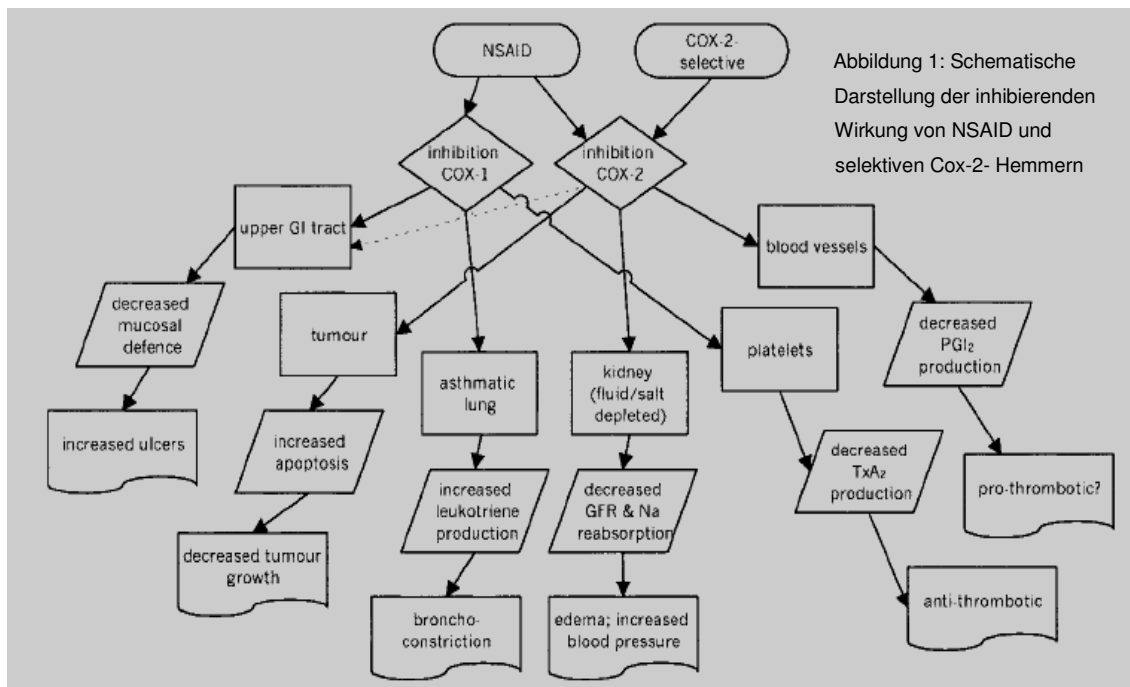 NSAID
COX-2-
selective
Abbildung 1: Schematische
Darstellung der inhibierenden
Wirkung von NSAID und
selektiven Cox-2- Hemmern
inhibition
COX-1
inhibition
COX-2
upper GI tract
blood vessels
decreased
mucosal
defence
tumour
asthmatic
lung
kidney
(fluid/salt
depleted)
platelets
decreased
PGI₂
production
increased ulcers
increased
apoptosis
increased
leukotriene
production
decreased
GFR & Na
reabsorption
decreased
TxA₂
production
pro-thrombotic?
decreased tumour
growth
broncho-
constriction
edema; increased
blood pressure
anti-thrombotic